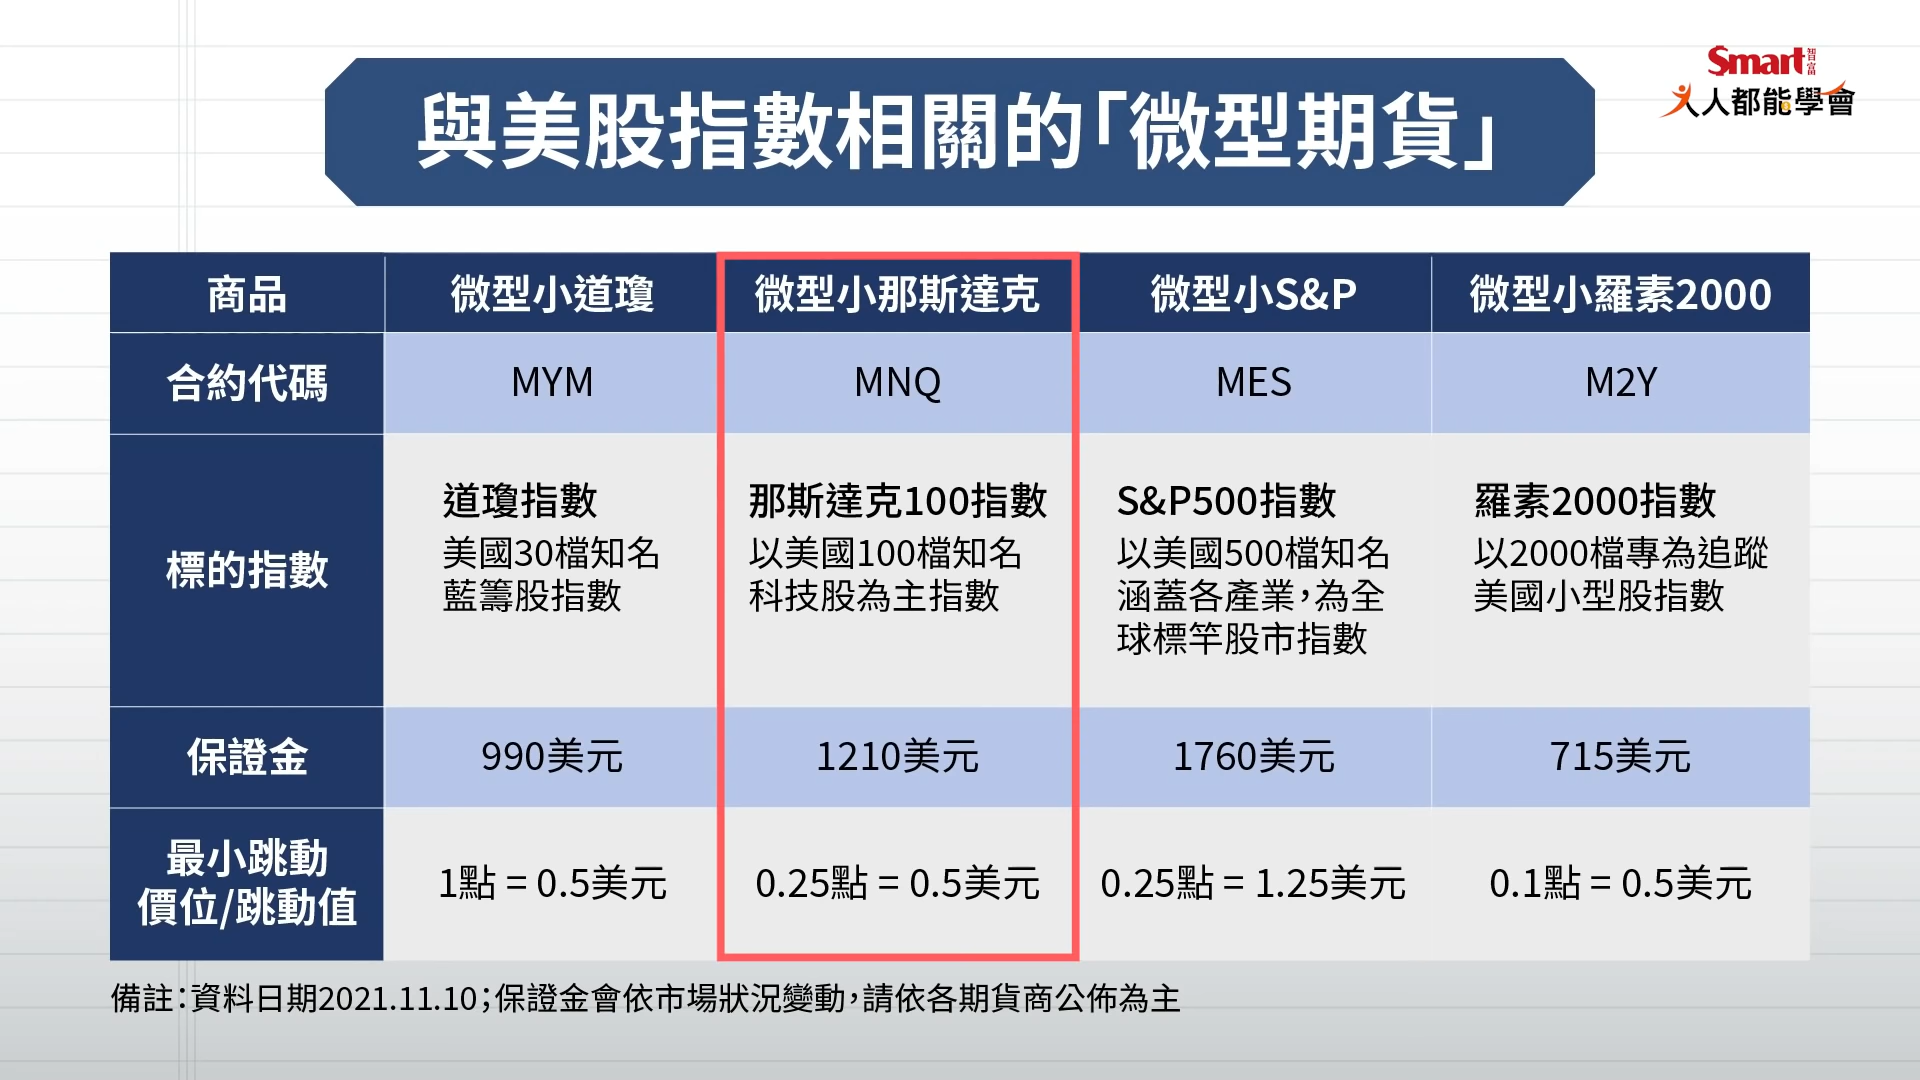 Smart智富
人人都能學會
與美股指數相關的「微型期貨」
商品 微型小道瓊 微型小那斯達克 微型小S&P 微型小羅素2000
合約代碼 MYM MNQ MES M2Y
標的指數
道瓊指數
美國30檔知名
藍籌股指數
那斯達克100指數
以美國100檔知名
科技股為主指數
S&P500指數
以美國500檔知名
涵蓋各產業,為全
球標竿股市指數
羅素2000指數
以2000檔專為追蹤
美國小型股指數
保證金 990美元 1210美元 1760美元 715美元
最小跳動
價位/跳動值
1點 = 0.5美元 0.25點 = 0.5美元 0.25點 = 1.25美元 0.1點 = 0.5美元
備註:資料日期2021.11.10;保證金會依市場狀況變動,請依各期貨商公佈為主